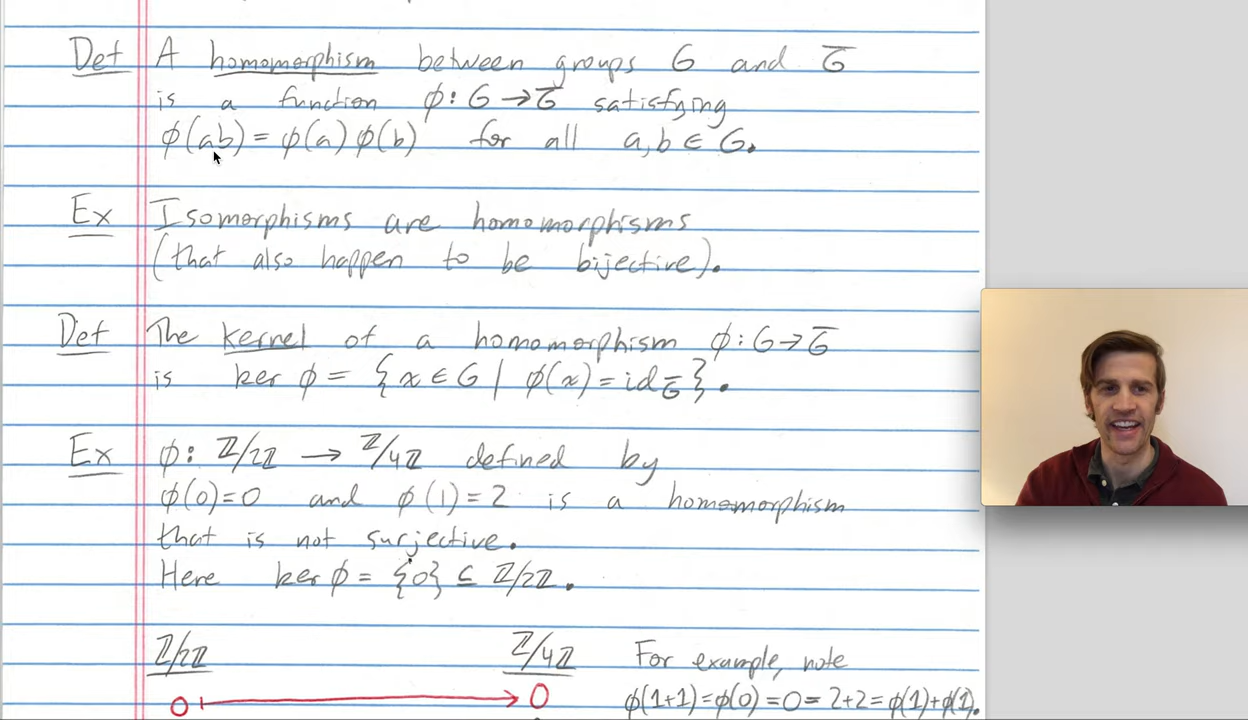 Def A homomorphism between groups G and G̅
is a function ϕ: G → G̅ satisfying
ϕ(ab) = ϕ(a) ϕ(b) for all a,b ∈ G.
Ex Isomorphisms are homomorphisms
(that also happen to be bijective).
Def The kernel of a homomorphism ϕ: G → G̅
is ker ϕ = {x ∈ G | ϕ(x) = id_G̅}.
Ex ϕ: ℤ/2ℤ → ℤ/4ℤ defined by
ϕ(0)=0 and ϕ(1)=2 is a homomorphism
that is not surjective.
Here ker ϕ = {0} ⊆ ℤ/2ℤ.
ℤ/2ℤ ℤ/4ℤ For example, note
0 ↦ 0 ϕ(1+1)=ϕ(0)=0=2+2=ϕ(1)+ϕ(1).